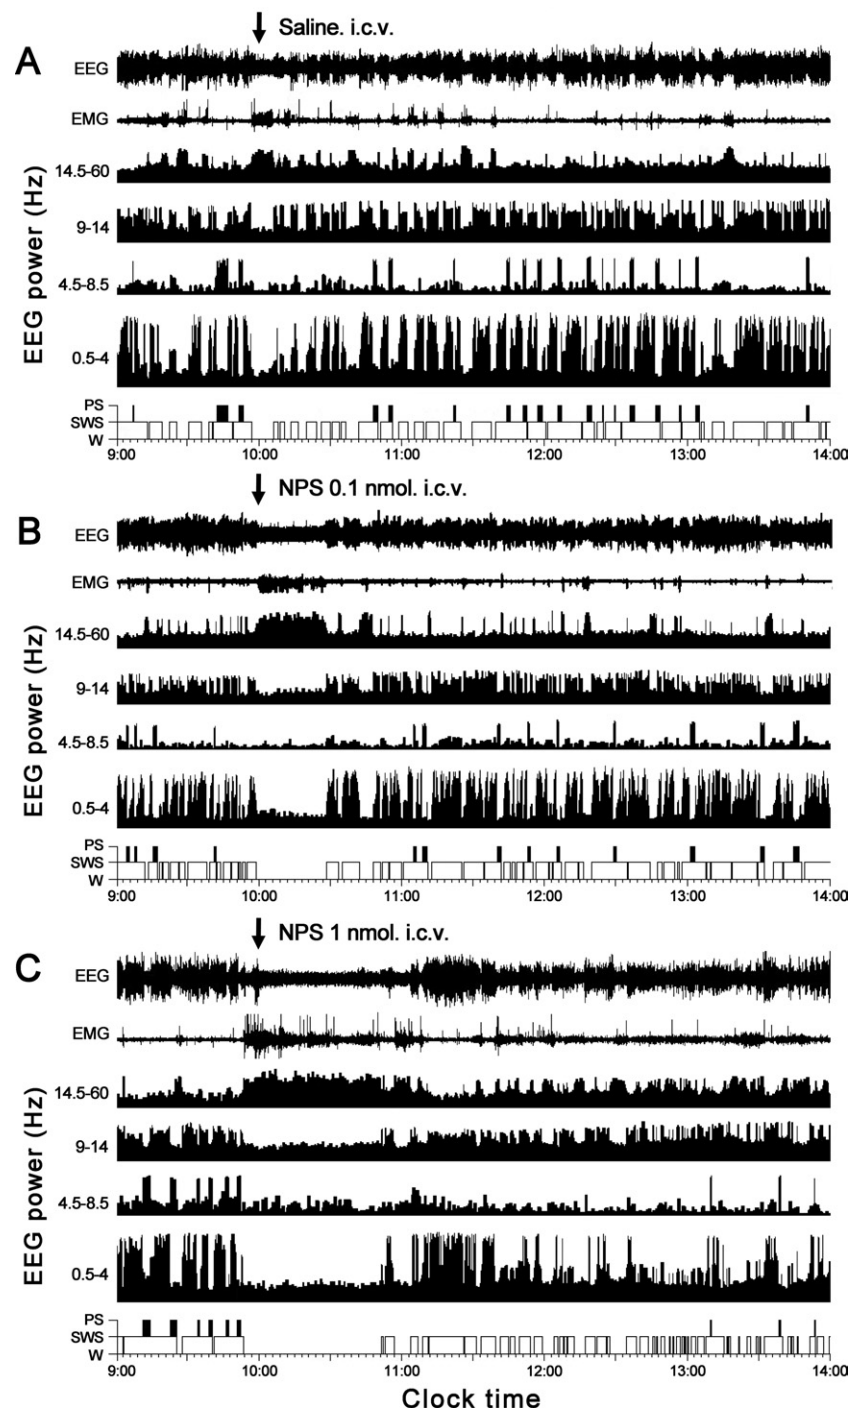 Saline. i.c.v.
A
EEG
EMG
14.5-60
9-14
4.5-8.5
0.5-4
EEG power (Hz)
PS
SWS
W
9:00 10:00 11:00 12:00 13:00 14:00
NPS 0.1 nmol. i.c.v.
B
EEG
EMG
14.5-60
9-14
4.5-8.5
0.5-4
EEG power (Hz)
PS
SWS
W
9:00 10:00 11:00 12:00 13:00 14:00
NPS 1 nmol. i.c.v.
C
EEG
EMG
14.5-60
9-14
4.5-8.5
0.5-4
EEG power (Hz)
PS
SWS
W
9:00 10:00 11:00 12:00 13:00 14:00
Clock time